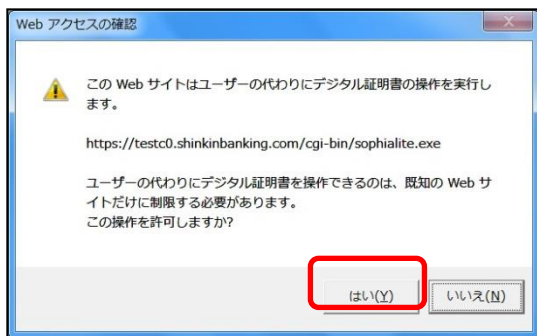 Web アクセスの確認
この Web サイトはユーザーの代わりにデジタル証明書の操作を実行し
ます。
https://testc0.shinkinbanking.com/cgi-bin/sophialite.exe
ユーザーの代わりにデジタル証明書を操作できるのは、既知の Web サ
イトだけに制限する必要があります。
この操作を許可しますか?
はい(Y)
いいえ(N)